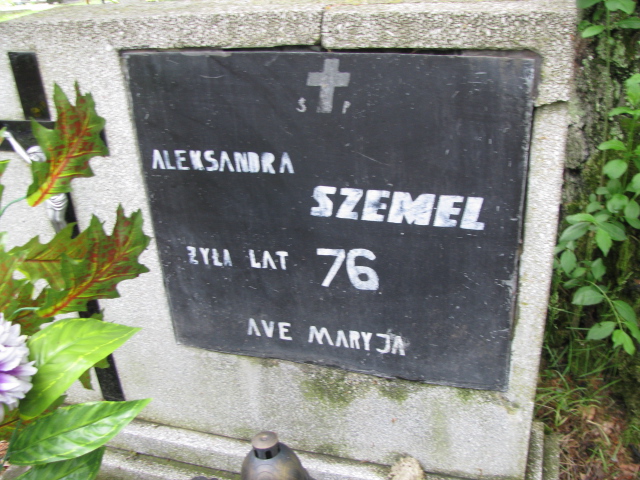 S P
ALEKSANDRA
SZEMEL
ŻYŁA LAT 76
AVE MARYJA